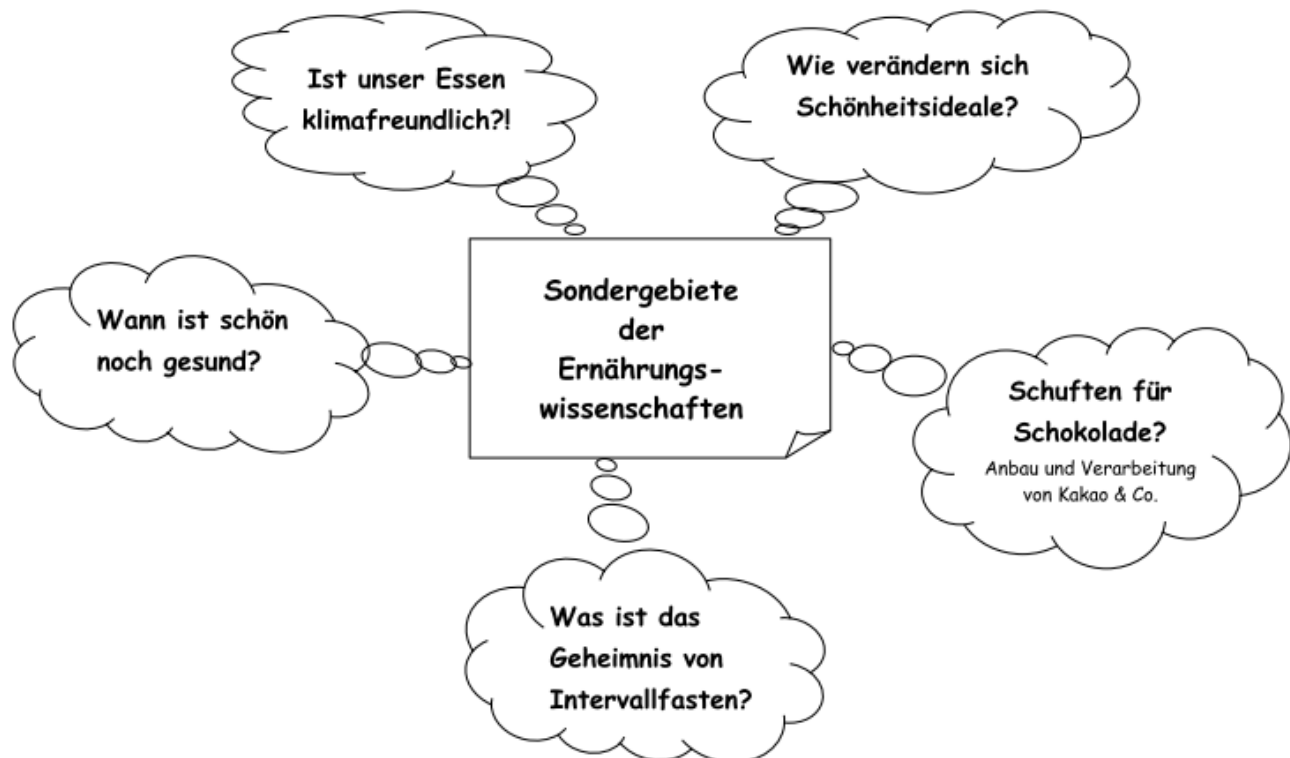 Ist unser Essen
klimafreundlich?!
Wie verändern sich
Schönheitsideale?
Wann ist schön
noch gesund?
Sondergebiete
der
Ernährungs-
wissenschaften
Schuften für
Schokolade?
Anbau und Verarbeitung
von Kakao & Co.
Was ist das
Geheimnis von
Intervallfasten?